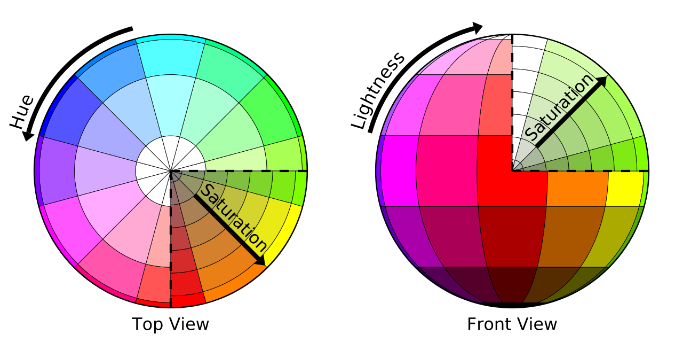 Hue
Saturation
Top View
Lightness
Saturation
Front View